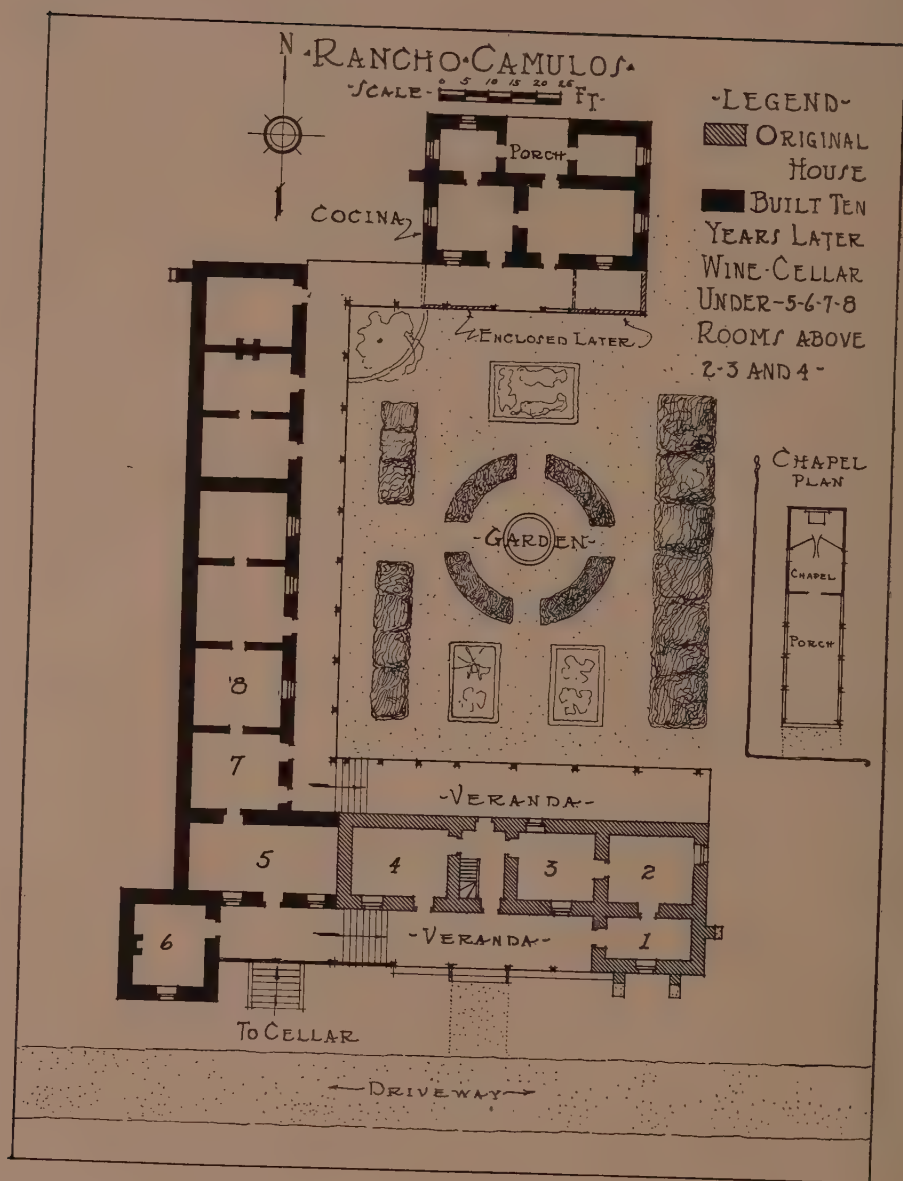 N
·RANCHO·CAMULOS·
-SCALE- 0 5 10 15 20 25 FT-
-LEGEND-
ORIGINAL
HOUSE
BUILT TEN
YEARS LATER
WINE-CELLAR
UNDER-5-6-7-8
ROOMS ABOVE
2-3 AND 4-
PORCH
COCINA
ENCLOSED LATER
CHAPEL
PLAN
CHAPEL
PORCH
-GARDEN-
8
7
-VERANDA-
5
4
3
2
6
-VERANDA-
1
TO CELLAR
DRIVEWAY